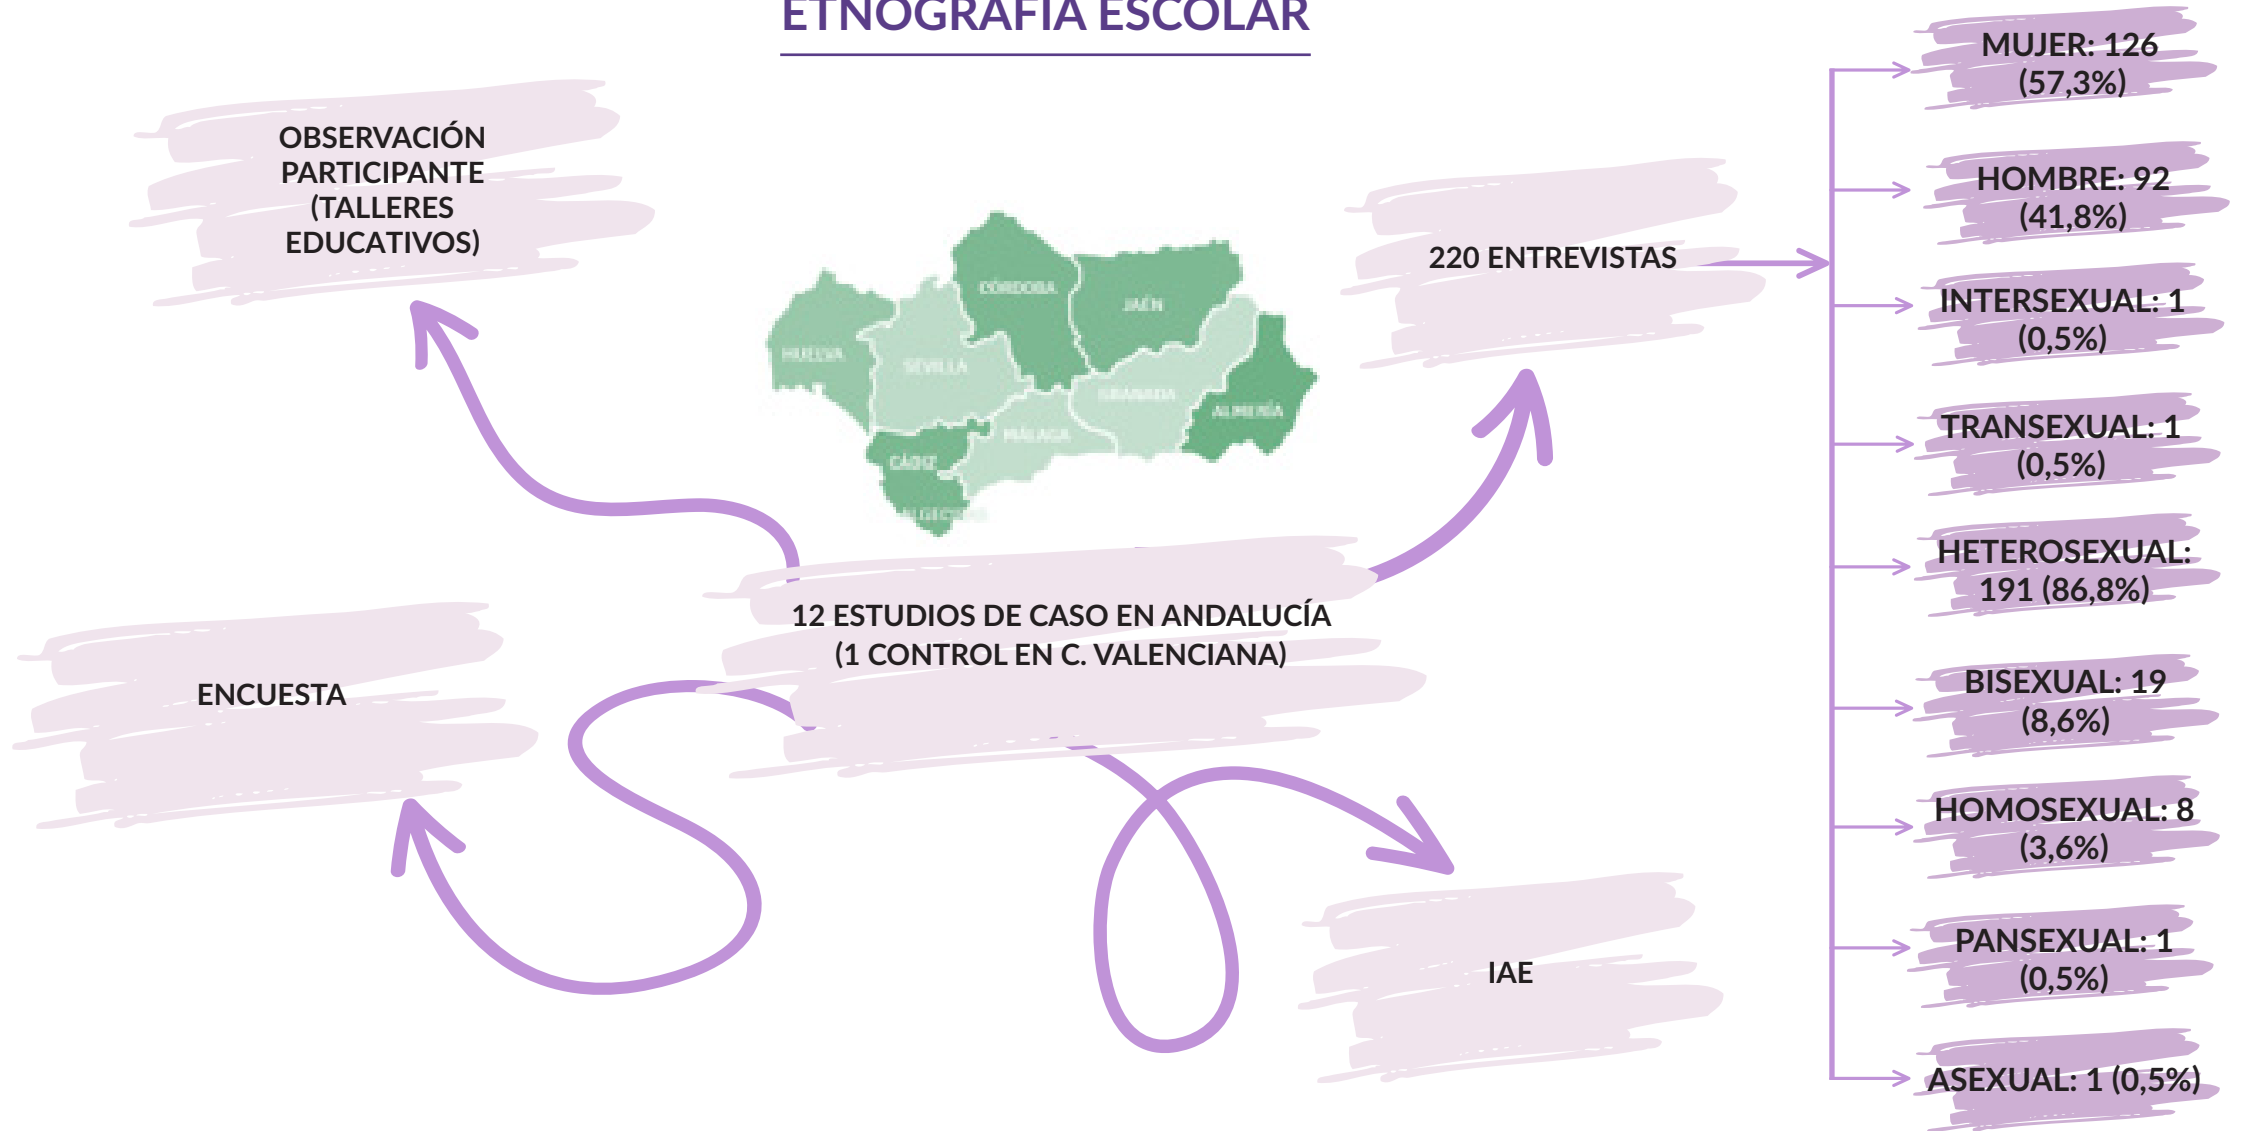 ETNOGRAFÍA ESCOLAR
OBSERVACIÓN
PARTICIPANTE
(TALLERES
EDUCATIVOS)
ENCUESTA
CÓRDOBA
JAÉN
HUELVA
SEVILLA
GRANADA
ALMERÍA
MÁLAGA
CÁDIZ
12 ESTUDIOS DE CASO EN ANDALUCÍA
(1 CONTROL EN C. VALENCIANA)
220 ENTREVISTAS
IAE
MUJER: 126
(57,3%)
HOMBRE: 92
(41,8%)
INTERSEXUAL: 1
(0,5%)
TRANSEXUAL: 1
(0,5%)
HETEROSEXUAL:
191 (86,8%)
BISEXUAL: 19
(8,6%)
HOMOSEXUAL: 8
(3,6%)
PANSEXUAL: 1
(0,5%)
ASEXUAL: 1 (0,5%)